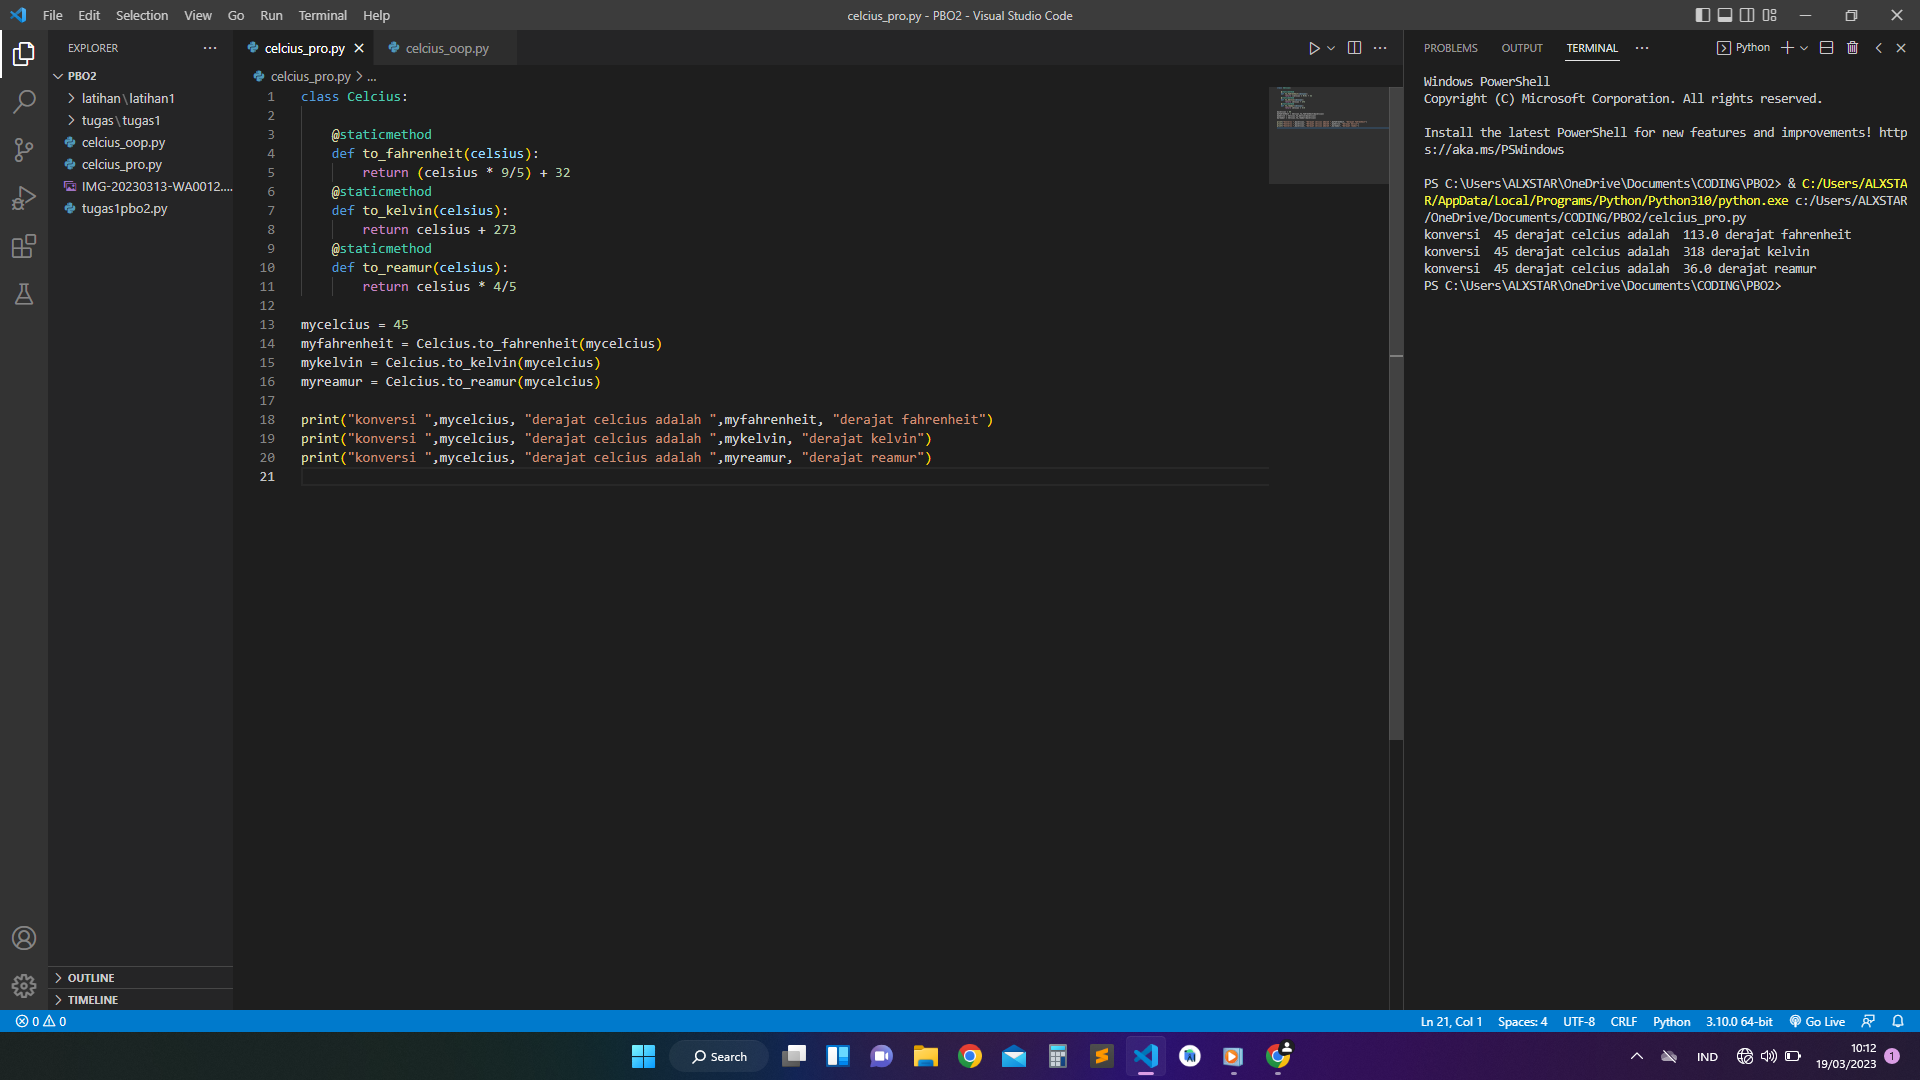 File Edit Selection View Go Run Terminal Help
celcius_pro.py - PBO2 - Visual Studio Code
EXPLORER
PBO2
latihan\latihan1
tugas\tugas1
celcius_oop.py
celcius_pro.py
IMG-20230313-WA0012....
tugas1pbo2.py
OUTLINE
TIMELINE
celcius_pro.py
celcius_oop.py
celcius_pro.py > ...
1 class Celcius:
2
3     @staticmethod
4     def to_fahrenheit(celsius):
5         return (celsius * 9/5) + 32
6     @staticmethod
7     def to_kelvin(celsius):
8         return celsius + 273
9     @staticmethod
10     def to_reamur(celsius):
11         return celsius * 4/5
12
13 mycelcius = 45
14 myfahrenheit = Celcius.to_fahrenheit(mycelcius)
15 mykelvin = Celcius.to_kelvin(mycelcius)
16 myreamur = Celcius.to_reamur(mycelcius)
17
18 print("konversi ",mycelcius, "derajat celcius adalah ",myfahrenheit, "derajat fahrenheit")
19 print("konversi ",mycelcius, "derajat celcius adalah ",mykelvin, "derajat kelvin")
20 print("konversi ",mycelcius, "derajat celcius adalah ",myreamur, "derajat reamur")
21
PROBLEMS OUTPUT TERMINAL ... Python
Windows PowerShell
Copyright (C) Microsoft Corporation. All rights reserved.
Install the latest PowerShell for new features and improvements! http
s://aka.ms/PSWindows
PS C:\Users\ALXSTAR\OneDrive\Documents\CODING\PBO2> & C:/Users/ALXSTA
R/AppData/Local/Programs/Python/Python310/python.exe c:/Users/ALXSTAR
/OneDrive/Documents/CODING/PBO2/celcius_pro.py
konversi  45 derajat celcius adalah  113.0 derajat fahrenheit
konversi  45 derajat celcius adalah  318 derajat kelvin
konversi  45 derajat celcius adalah  36.0 derajat reamur
PS C:\Users\ALXSTAR\OneDrive\Documents\CODING\PBO2>
0 0
Ln 21, Col 1 Spaces: 4 UTF-8 CRLF Python 3.10.0 64-bit Go Live
Search
IND
10:12
19/03/2023
1